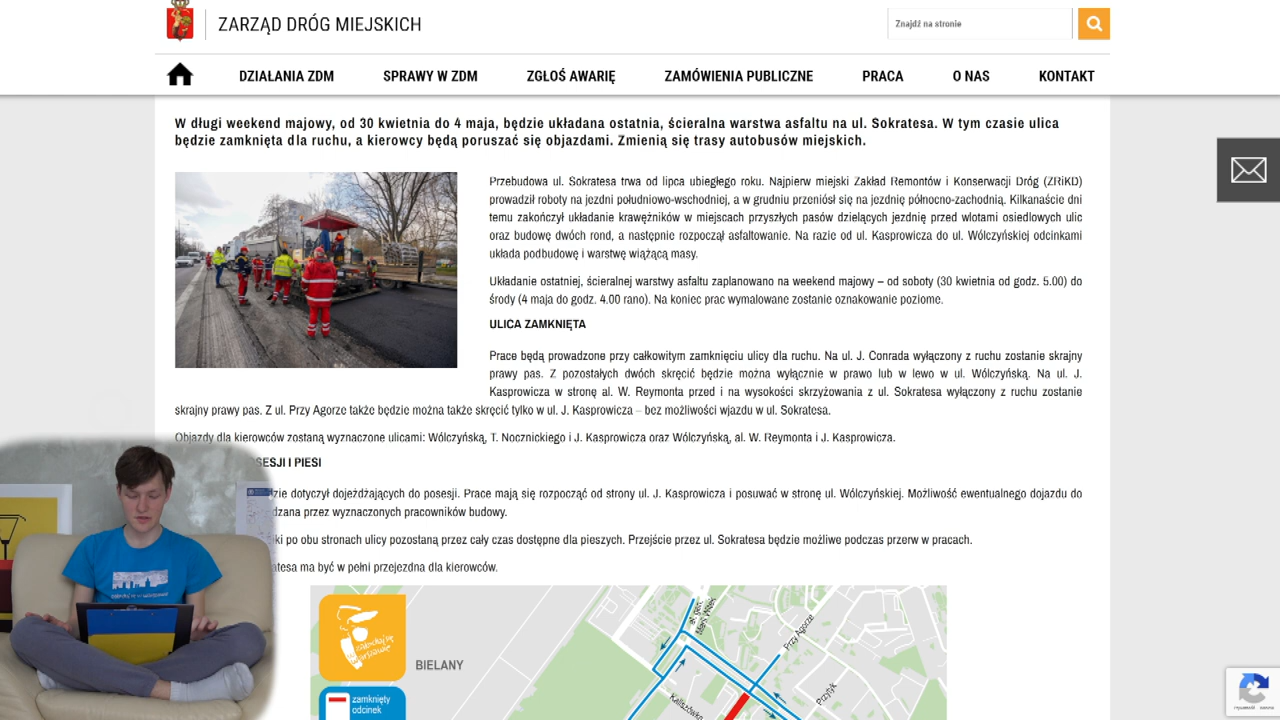 ZARZĄD DRÓG MIEJSKICH
Znajdź na stronie
DZIAŁANIA ZDM
SPRAWY W ZDM
ZGŁOŚ AWARIĘ
ZAMÓWIENIA PUBLICZNE
PRACA
O NAS
KONTAKT
W długi weekend majowy, od 30 kwietnia do 4 maja, będzie układana ostatnia, ścieralna warstwa asfaltu na ul. Sokratesa. W tym czasie ulica
będzie zamknięta dla ruchu, a kierowcy będą poruszać się objazdami. Zmienią się trasy autobusów miejskich.
Przebudowa ul. Sokratesa trwa od lipca ubiegłego roku. Najpierw miejski Zakład Remontów i Konserwacji Dróg (ZRiKD)
prowadził roboty na jezdni południowo-wschodniej, a w grudniu przeniósł się na jezdnię północno-zachodnią. Kilkanaście dni
temu zakończył układanie krawężników w miejscach przyszłych pasów dzielących jezdnię przed wlotami osiedlowych ulic
oraz budowę dwóch rond, a następnie rozpoczął asfaltowanie. Na razie od ul. Kasprowicza do ul. Wólczyńskiej odcinkami
układa podbudowę i warstwę wiążącą masy.
Układanie ostatniej, ścieralnej warstwy asfaltu zaplanowano na weekend majowy – od soboty (30 kwietnia od godz. 5.00) do
środy (4 maja do godz. 4.00 rano). Na koniec prac wymalowane zostanie oznakowanie poziome.
ULICA ZAMKNIĘTA
Prace będą prowadzone przy całkowitym zamknięciu ulicy dla ruchu. Na ul. J. Conrada wyłączony z ruchu zostanie skrajny
prawy pas. Z pozostałych dwóch skręcić będzie można wyłącznie w prawo lub w lewo w ul. Wólczyńską. Na ul. J.
Kasprowicza w stronę al. W. Reymonta przed i na wysokości skrzyżowania z ul. Sokratesa wyłączony z ruchu zostanie
skrajny prawy pas. Z ul. Przy Agorze także będzie można także skręcić tylko w ul. J. Kasprowicza – bez możliwości wjazdu w ul. Sokratesa.
Objazdy dla kierowców zostaną wyznaczone ulicami: Wólczyńską, T. Nocznickiego i J. Kasprowicza oraz Wólczyńską, al. W. Reymonta i J. Kasprowicza.
SESJI I PIESI
dzie dotyczył dojeżdżających do posesji. Prace mają się rozpocząć od strony ul. J. Kasprowicza i posuwać w stronę ul. Wólczyńskiej. Możliwość ewentualnego dojazdu do
dzana przez wyznaczonych pracowników budowy.
ki po obu stronach ulicy pozostaną przez cały czas dostępne dla pieszych. Przejście przez ul. Sokratesa będzie możliwe podczas przerw w pracach.
atesa ma być w pełni przejezdna dla kierowców.
zakochaj się
w Warszawie
BIELANY
Przy Agorze
Przytyk
zamknięty
odcinek